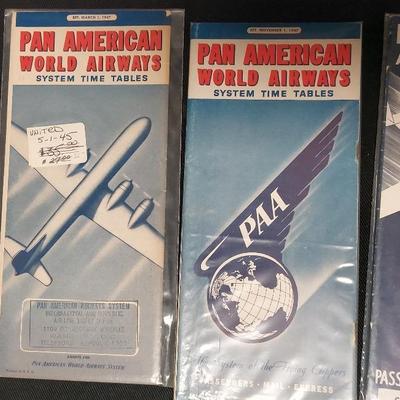 EFF. MARCH 1, 1947
PAN AMERICAN
WORLD AIRWAYS
SYSTEM TIME TABLES
UNITED
5-1-45
$35.00
$ 29.00
PAN AMERICAN AIRWAYS SYSTEM
PAN AMERICAN WORLD AIRWAYS SYSTEM
EFF. NOVEMBER 1, 1947
PAN AMERICAN
WORLD AIRWAYS
SYSTEM TIME TABLES
PAA
The System of the Flying Clippers
PASSENGERS - MAIL - EXPRESS
PASSE